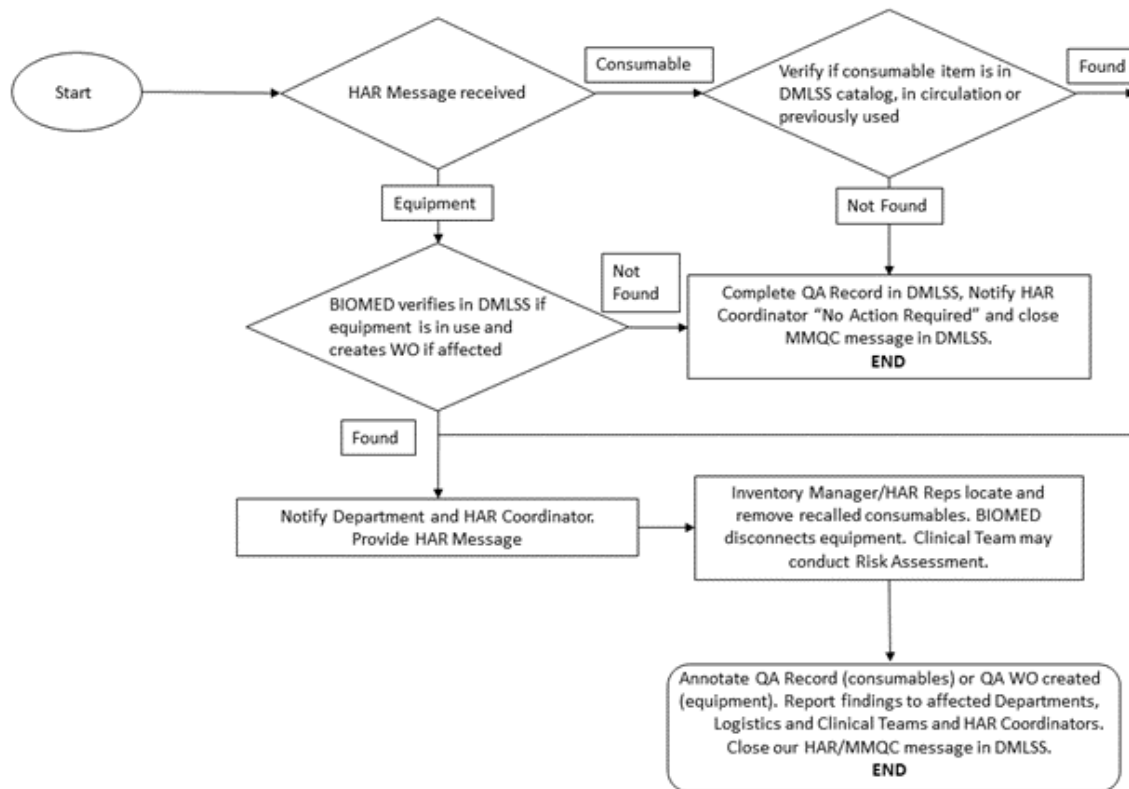 Start
HAR Message received
Consumable
Verify if consumable item is in
DMLSS catalog, in circulation or
previously used
Found
Equipment
Not Found
BIOMED verifies in DMLSS if
equipment is in use and
creates WO if affected
Not
Found
Complete QA Record in DMLSS, Notify HAR
Coordinator “No Action Required” and close
MMQC message in DMLSS.
END
Found
Notify Department and HAR Coordinator.
Provide HAR Message
Inventory Manager/HAR Reps locate and
remove recalled consumables. BIOMED
disconnects equipment. Clinical Team may
conduct Risk Assessment.
Annotate QA Record (consumables) or QA WO created
(equipment). Report findings to affected Departments,
Logistics and Clinical Teams and HAR Coordinators.
Close our HAR/MMQC message in DMLSS.
END